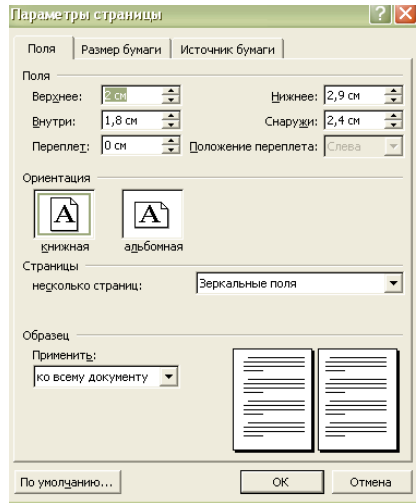 Параметры страницы
Поля Размер бумаги Источник бумаги
Поля
Верхнее: 2 см Нижнее: 2,9 см
Внутри: 1,8 см Снаружи: 2,4 см
Переплет: 0 см Положение переплета: Слева
Ориентация
A A
книжная альбомная
Страницы
несколько страниц: Зеркальные поля
Образец
Применить:
ко всему документу
По умолчанию... ОК Отмена